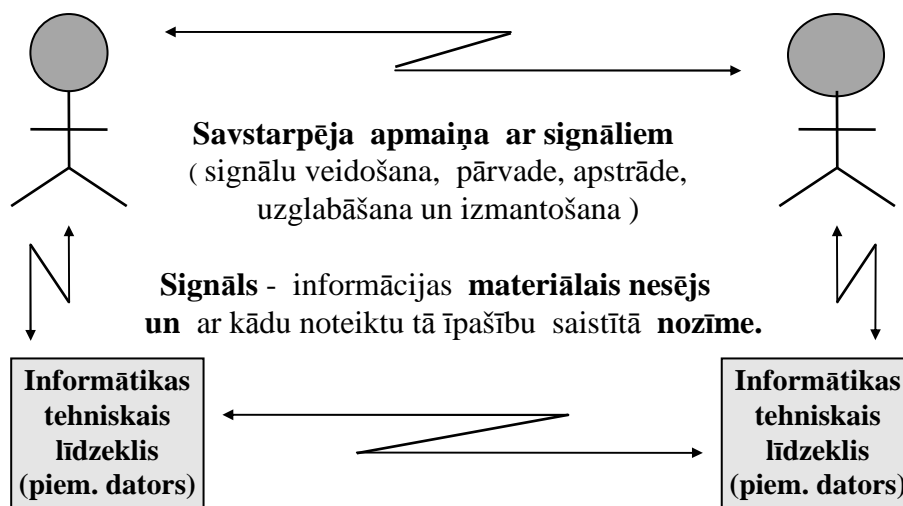 Savstarpēja apmaiņa ar signāliem
( signālu veidošana, pārvade, apstrāde,
uzglabāšana un izmantošana )
Signāls - informācijas materiālais nesējs
un ar kādu noteiktu tā īpašību saistītā nozīme.
Informātikas
tehniskais
līdzeklis
(piem. dators)
Informātikas
tehniskais
līdzeklis
(piem. dators)